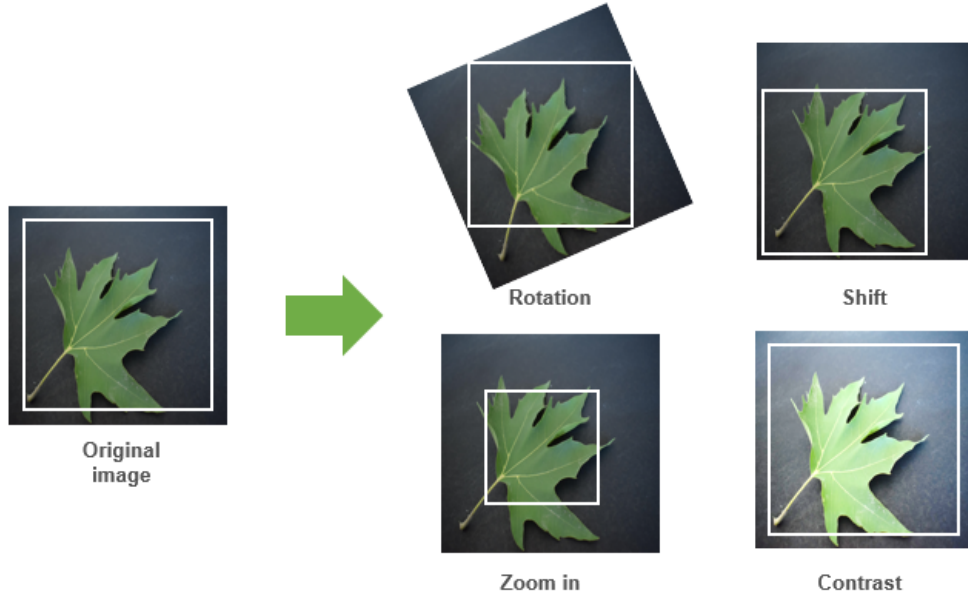 Original
image
Rotation
Shift
Zoom in
Contrast